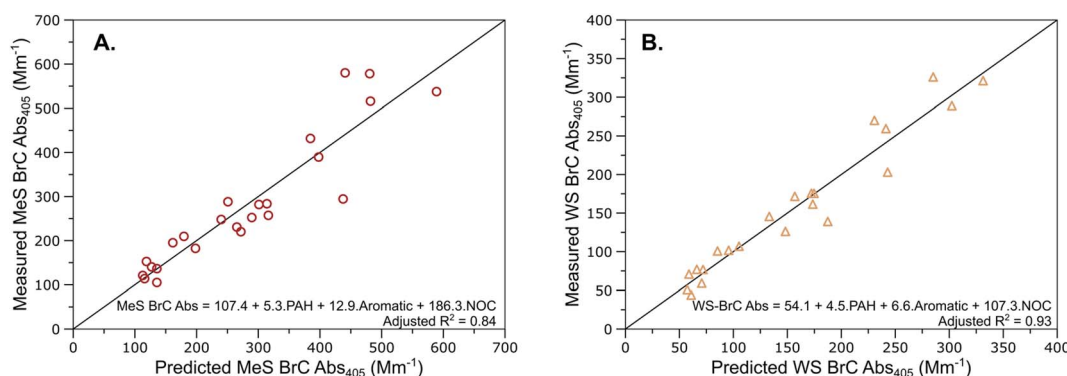 A.
700
600
500
400
300
200
100
0
Measured MeS BrC Abs₄₀₅ (Mm⁻¹)
MeS BrC Abs = 107.4 + 5.3.PAH + 12.9.Aromatic + 186.3.NOC
Adjusted R² = 0.84
0 100 200 300 400 500 600 700
Predicted MeS BrC Abs₄₀₅ (Mm⁻¹)
B.
400
350
300
250
200
150
100
50
0
Measured WS BrC Abs₄₀₅ (Mm⁻¹)
WS-BrC Abs = 54.1 + 4.5.PAH + 6.6.Aromatic + 107.3.NOC
Adjusted R² = 0.93
0 50 100 150 200 250 300 350 400
Predicted WS BrC Abs₄₀₅ (Mm⁻¹)